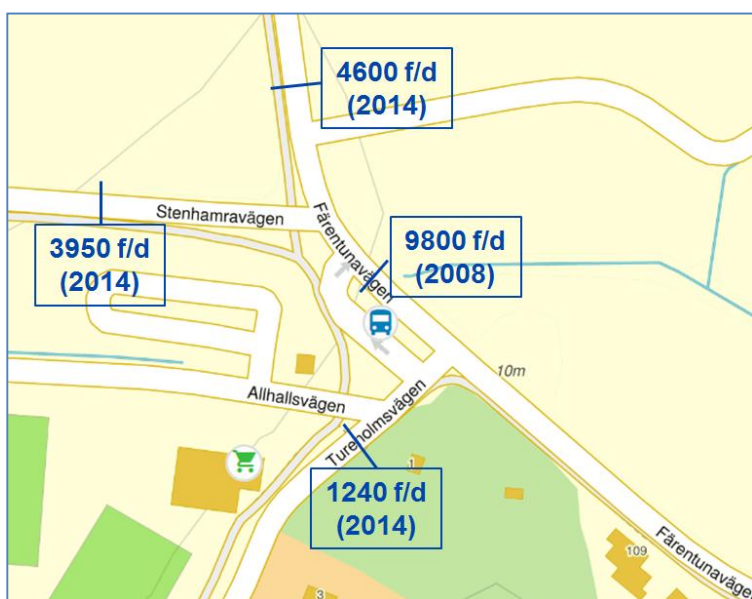 4600 f/d
(2014)
Stenhamravägen
Färentunavägen
3950 f/d
(2014)
9800 f/d
(2008)
10m
Allhallsvägen
Tureholmsvägen
1
1240 f/d
(2014)
Färentunaväge
109
3